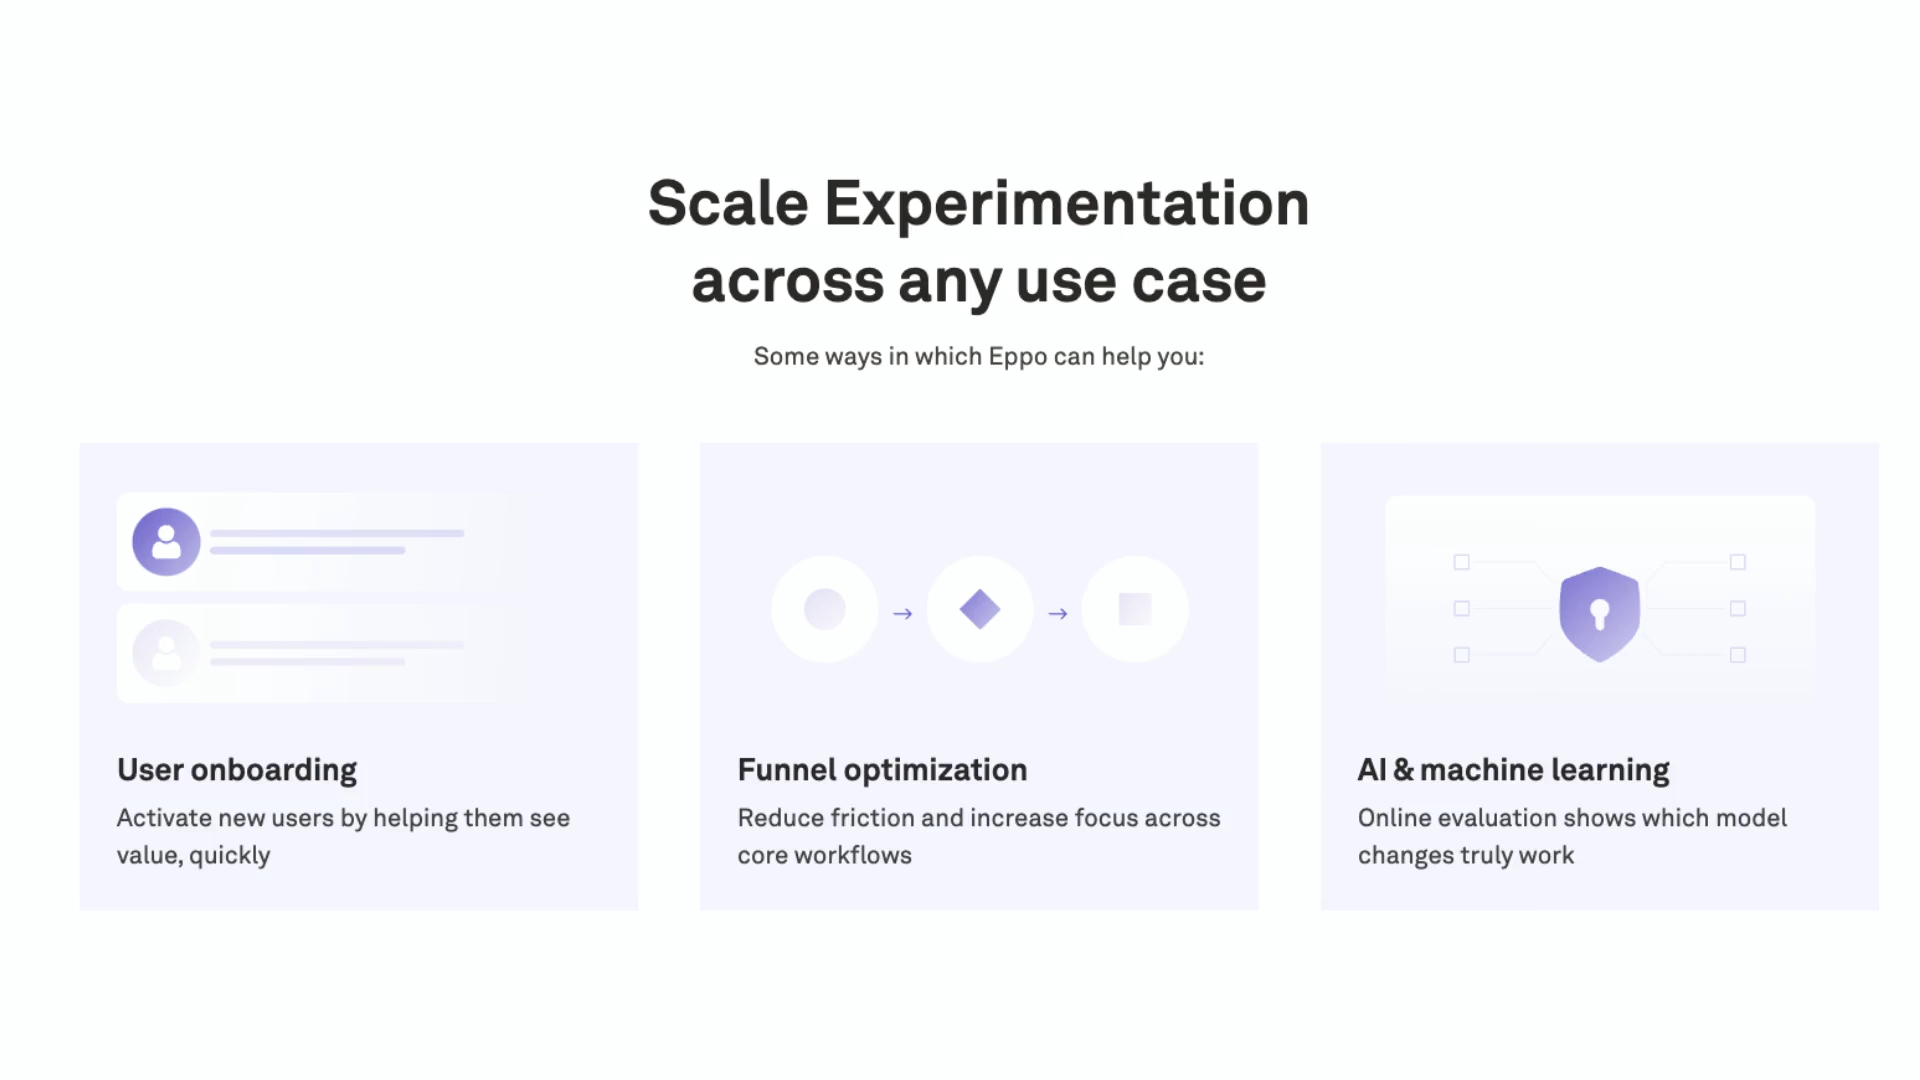 Scale Experimentation
across any use case
Some ways in which Eppo can help you:
User onboarding
Activate new users by helping them see
value, quickly
Funnel optimization
Reduce friction and increase focus across
core workflows
AI & machine learning
Online evaluation shows which model
changes truly work